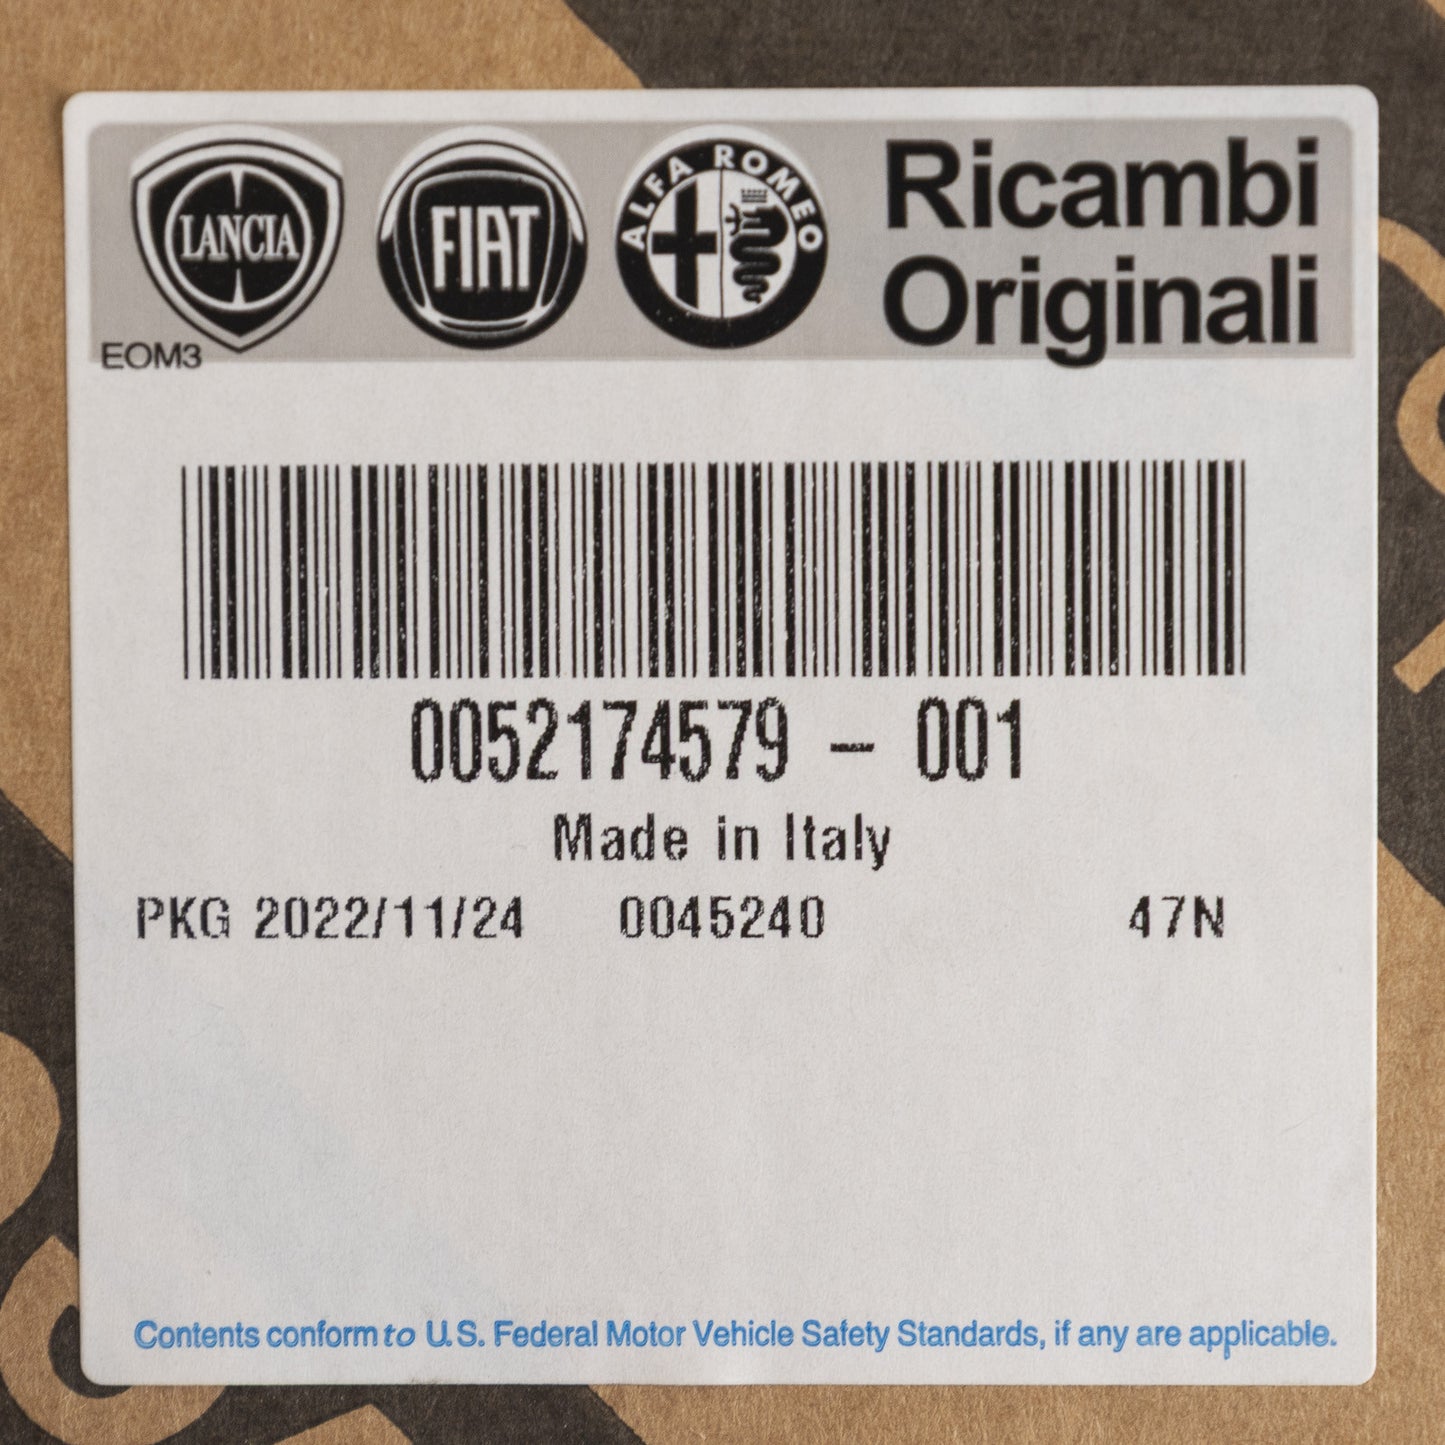 LANCIA
FIAT
ALFA ROMEO
Ricambi
Originali
EOM3
0052174579 - 001
Made in Italy
PKG 2022/11/24 0045240 47N
Contents conform to U.S. Federal Motor Vehicle Safety Standards, if any are applicable.